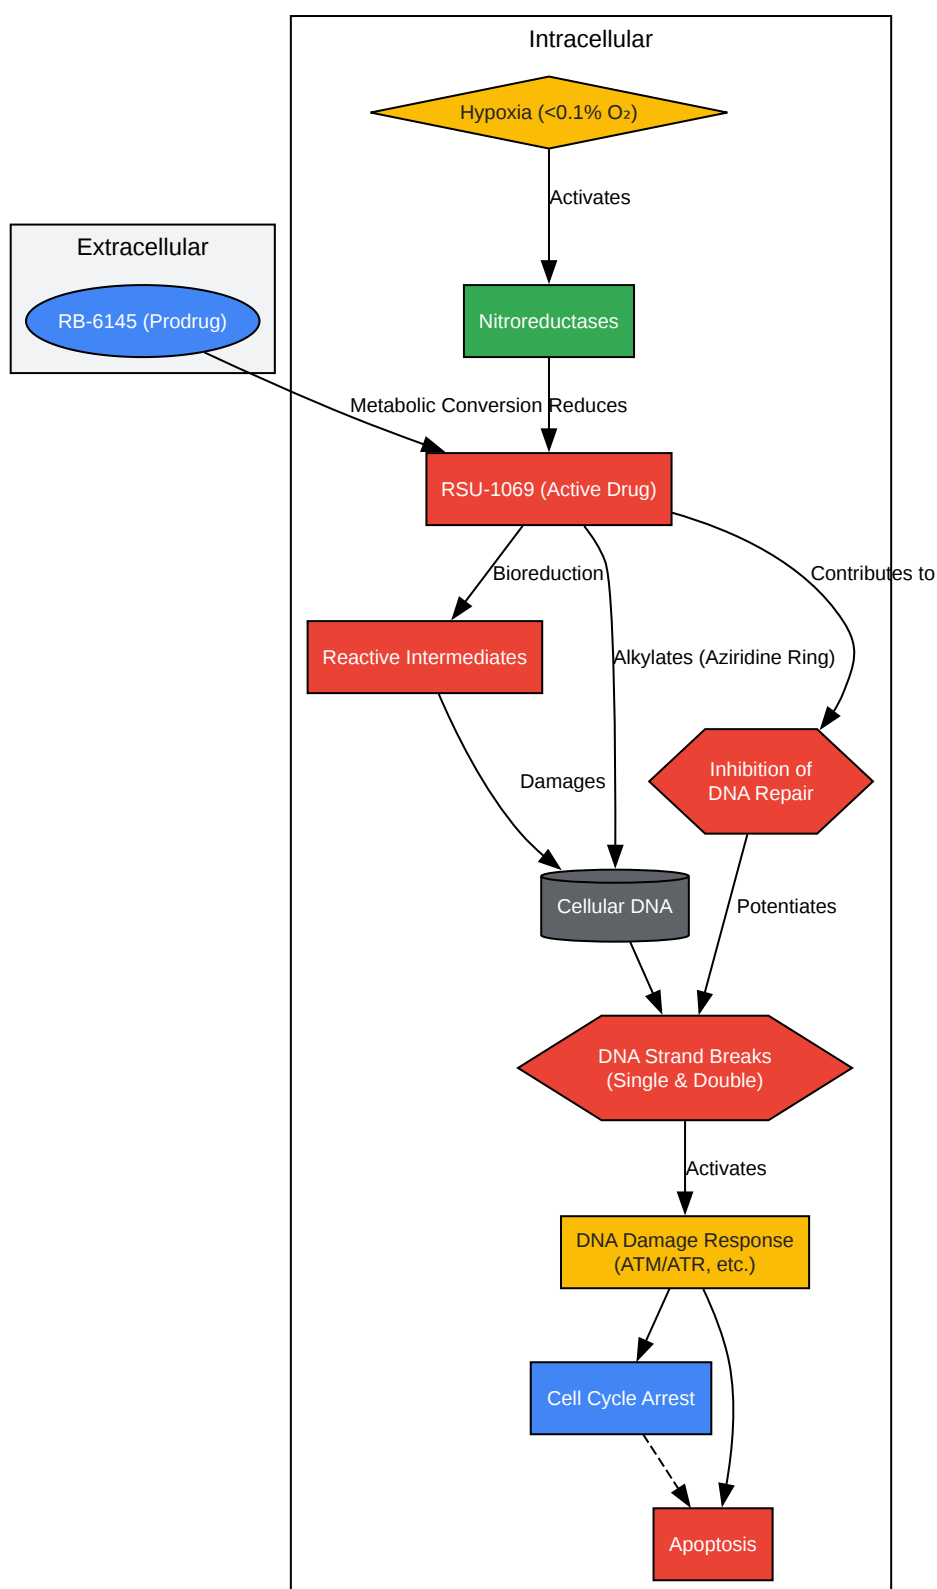 Intracellular
Hypoxia (<0.1% O₂)
Activates
Extracellular
RB-6145 (Prodrug)
Nitroreductases
Metabolic Conversion
Reduces
RSU-1069 (Active Drug)
Bioreduction
Contributes to
Reactive Intermediates
Alkylates (Aziridine Ring)
Inhibition of
DNA Repair
Damages
Cellular DNA
Potentiates
DNA Strand Breaks
(Single & Double)
Activates
DNA Damage Response
(ATM/ATR, etc.)
Cell Cycle Arrest
Apoptosis